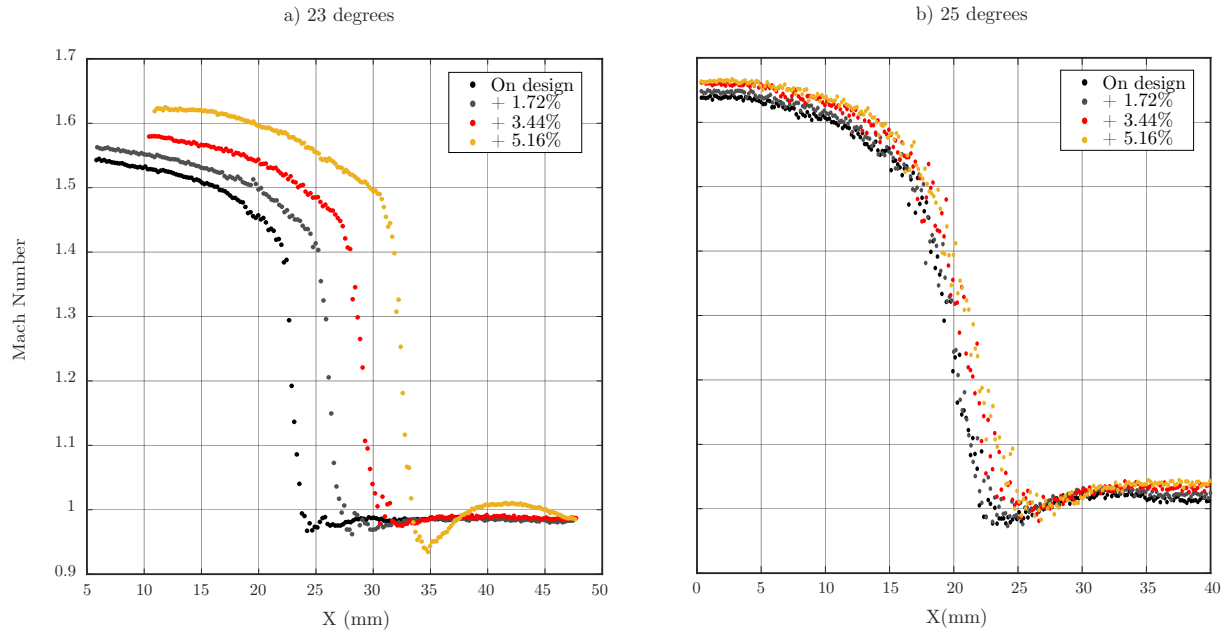 a) 23 degrees
b) 25 degrees
Mach Number
1.7
1.6
1.5
1.4
1.3
1.2
1.1
1
0.9
On design
+ 1.72%
+ 3.44%
+ 5.16%
5 10 15 20 25 30 35 40 45 50
X (mm)
On design
+ 1.72%
+ 3.44%
+ 5.16%
0 5 10 15 20 25 30 35 40
X(mm)